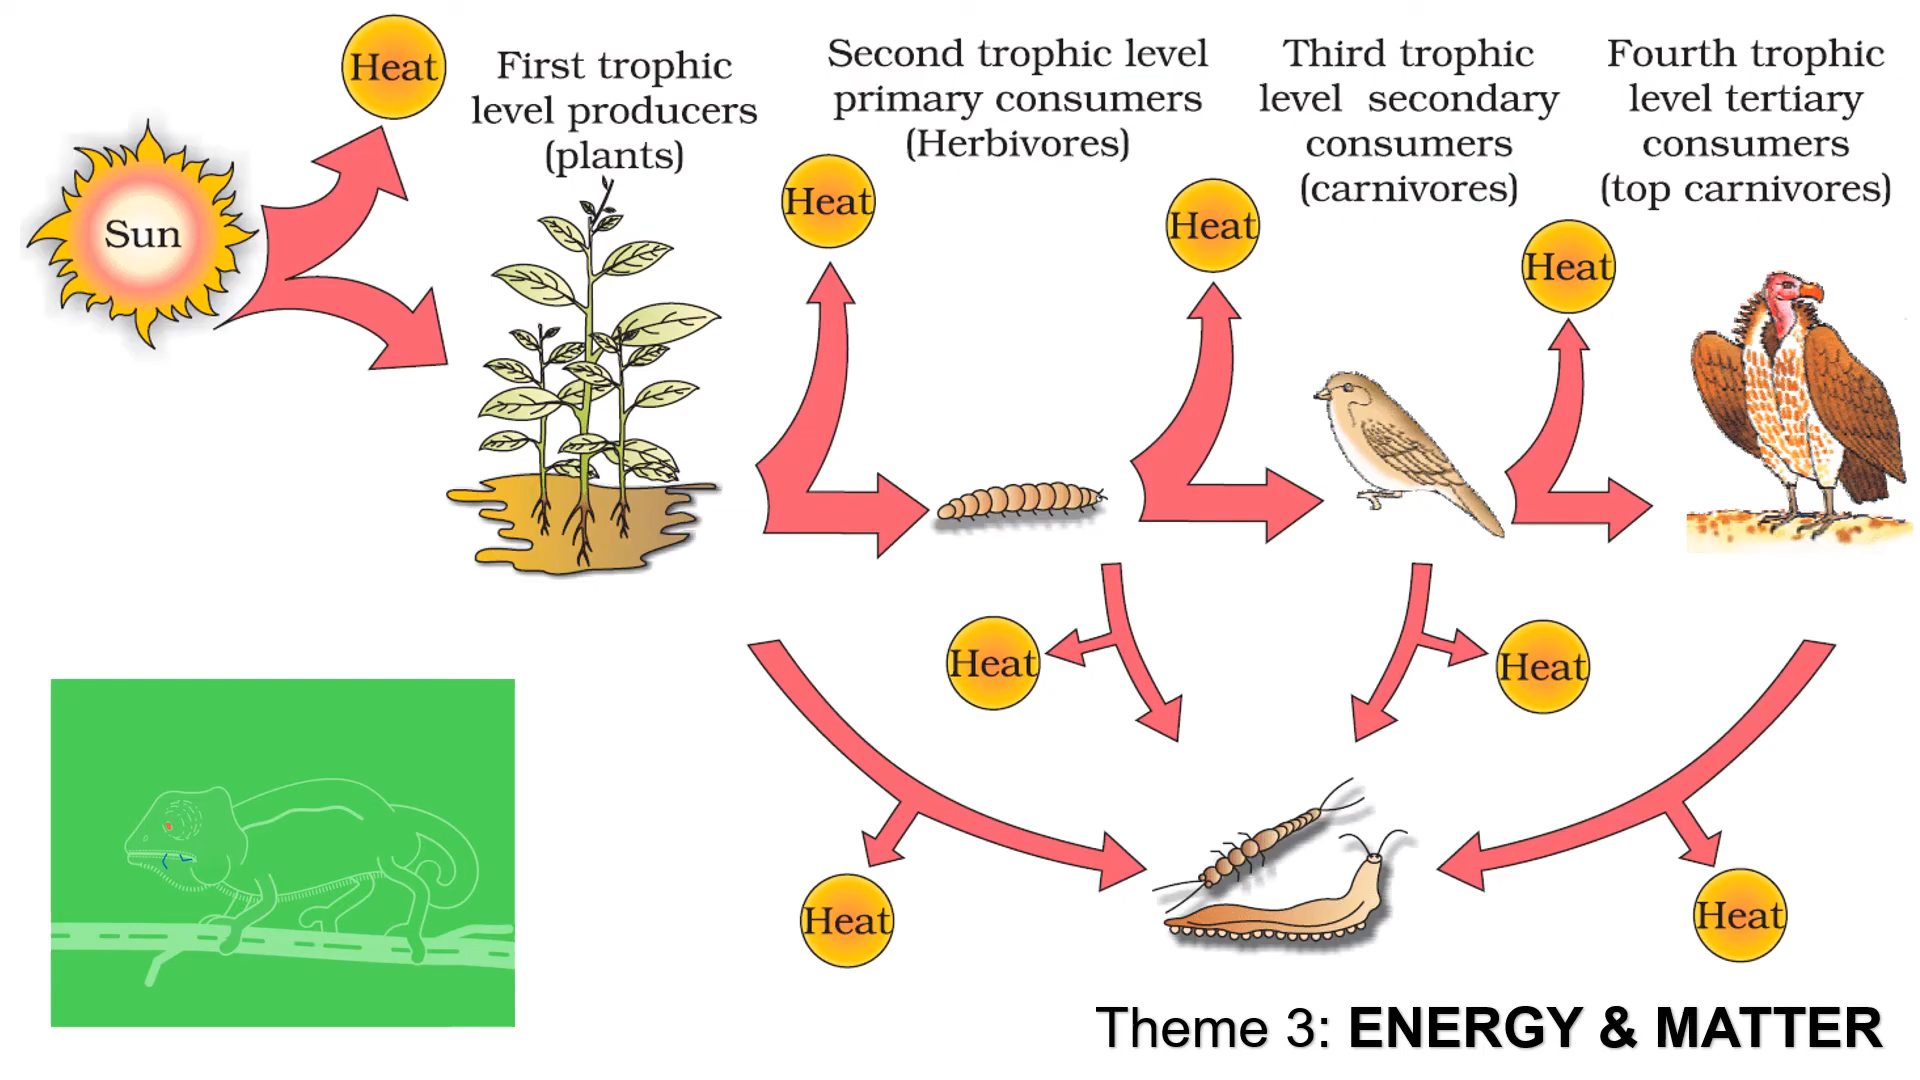 Heat
First trophic
level producers
(plants)
Second trophic level
primary consumers
(Herbivores)
Third trophic
level secondary
consumers
(carnivores)
Fourth trophic
level tertiary
consumers
(top carnivores)
Sun
Heat
Heat
Heat
Heat
Heat
Heat
Heat
Theme 3: ENERGY & MATTER